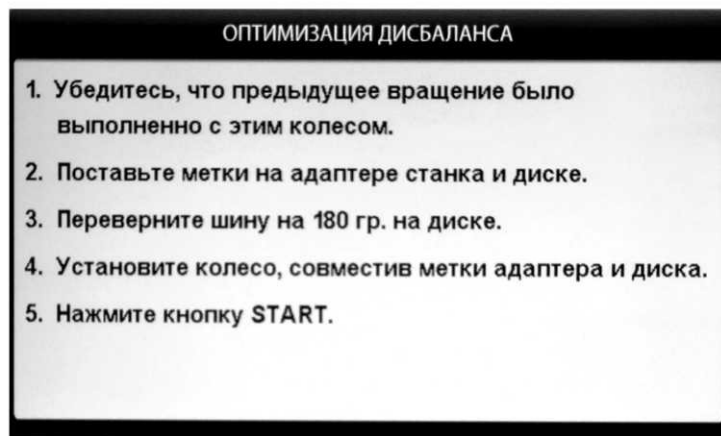 ОПТИМИЗАЦИЯ ДИСБАЛАНСА
1. Убедитесь, что предыдущее вращение было
выполненно с этим колесом.
2. Поставьте метки на адаптере станка и диске.
3. Переверните шину на 180 гр. на диске.
4. Установите колесо, совместив метки адаптера и диска.
5. Нажмите кнопку START.